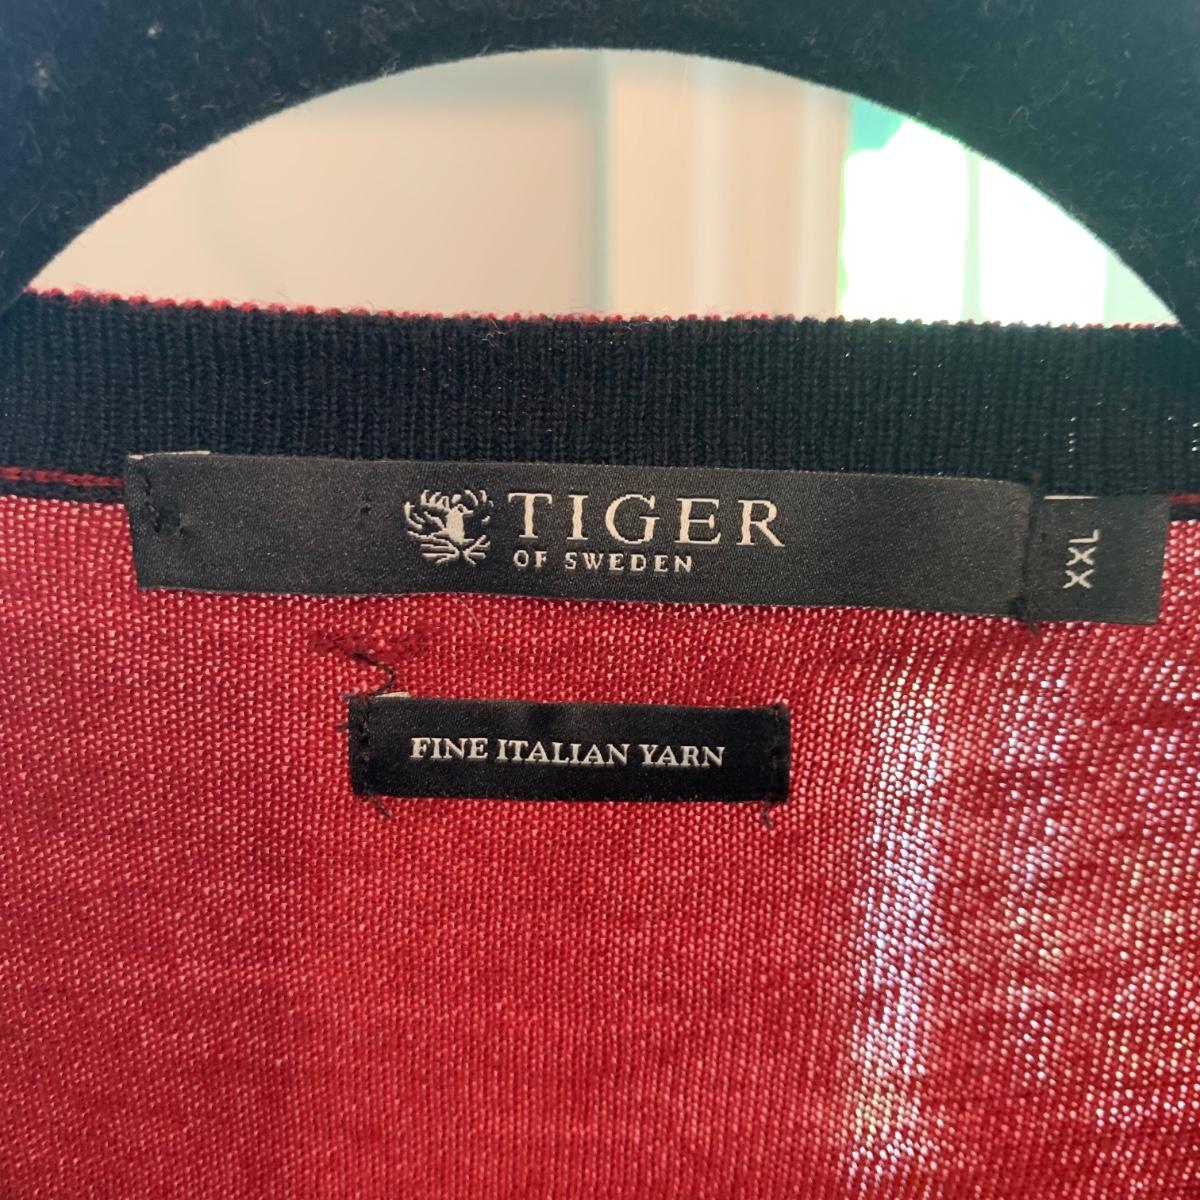 TIGER
OF SWEDEN
XXL
FINE ITALIAN YARN